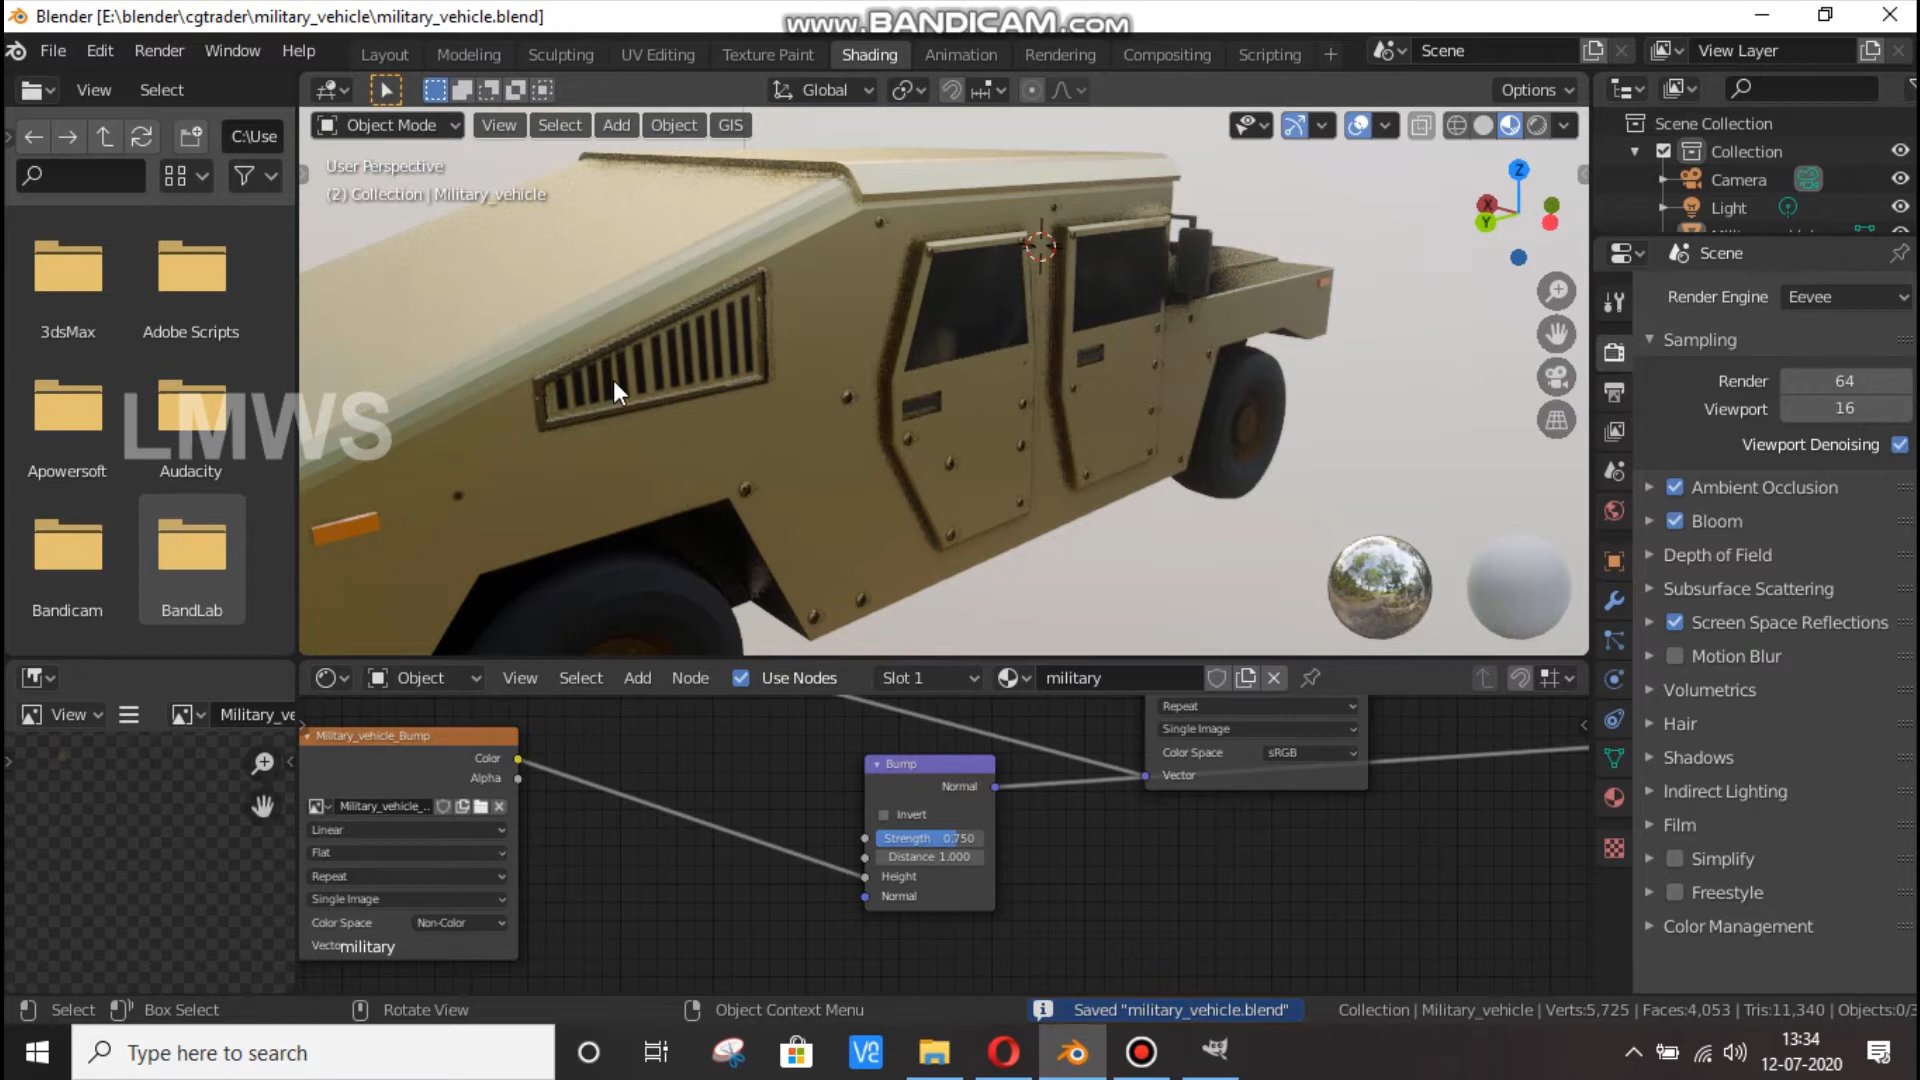 Blender [E:\blender\cgtrader\military_vehicle\military_vehicle.blend]
www.BANDICAM.com
File Edit Render Window Help
Layout Modeling Sculpting UV Editing Texture Paint Shading Animation Rendering Compositing Scripting +
Scene
View Layer
View Select
Global
Options
C:\Use
Object Mode View Select Add Object GIS
User Perspective
(2) Collection | Military_vehicle
Scene Collection
Collection
Camera
Light
Scene
Render Engine Eevee
Sampling
Render 64
Viewport 16
Viewport Denoising
Ambient Occlusion
Bloom
Depth of Field
Subsurface Scattering
Screen Space Reflections
Motion Blur
Volumetrics
Hair
Shadows
Indirect Lighting
Film
Simplify
Freestyle
Color Management
3dsMax Adobe Scripts
LMWS
Apowersoft Audacity
Bandicam BandLab
X
Y
Z
Object View Select Add Node Use Nodes Slot 1 military
View Military_ve
Military_vehicle_Bump
Color
Alpha
Military_vehicle_..
Linear
Flat
Repeat
Single Image
Color Space Non-Color
Vecto
military
Bump
Normal
Invert
Strength 0.750
Distance 1.000
Height
Normal
Repeat
Single Image
Color Space sRGB
Vector
Select Box Select Rotate View Object Context Menu
Saved "military_vehicle.blend"
Collection | Military_vehicle | Verts:5,725 | Faces:4,053 | Tris:11,340 | Objects:0/3
Type here to search
13:34
12-07-2020